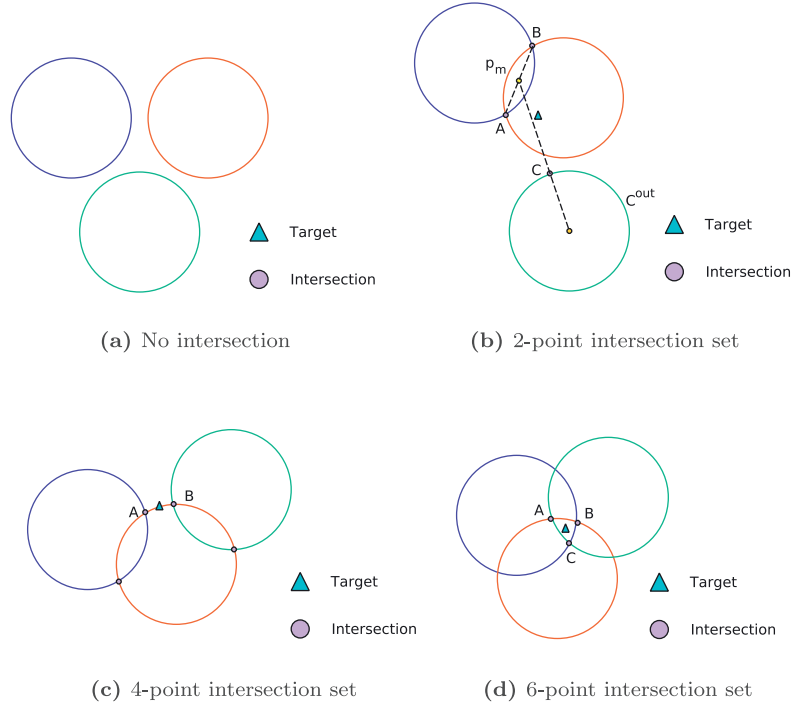 Target
Intersection
(a) No intersection
B
p_m
A
C
C^out
Target
Intersection
(b) 2-point intersection set
A
B
Target
Intersection
(c) 4-point intersection set
A
B
C
Target
Intersection
(d) 6-point intersection set